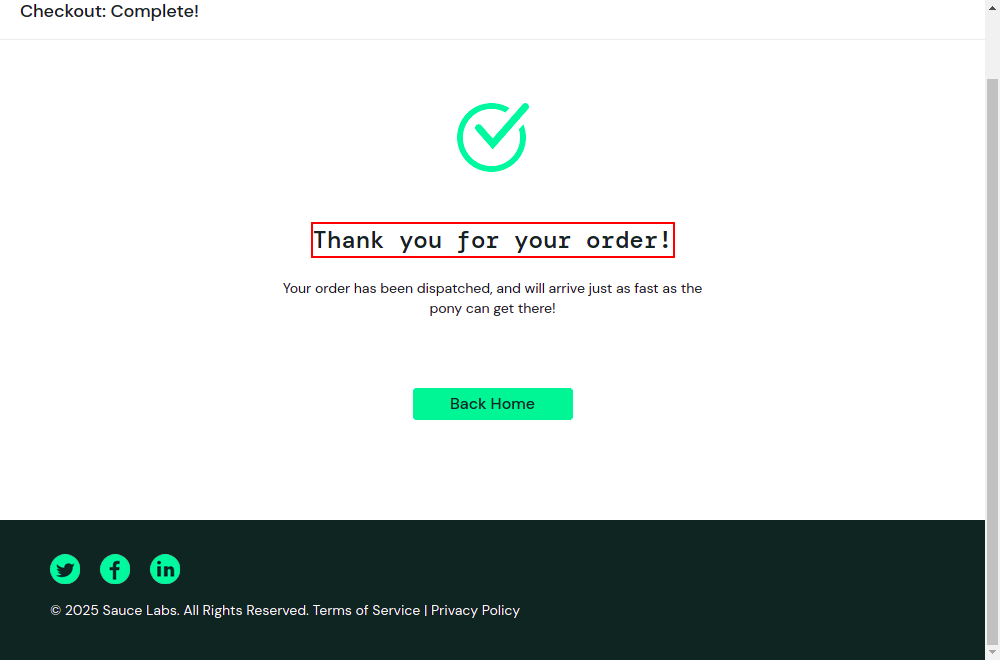 Checkout: Complete!
Thank you for your order!
Your order has been dispatched, and will arrive just as fast as the
pony can get there!
Back Home
© 2025 Sauce Labs. All Rights Reserved. Terms of Service | Privacy Policy